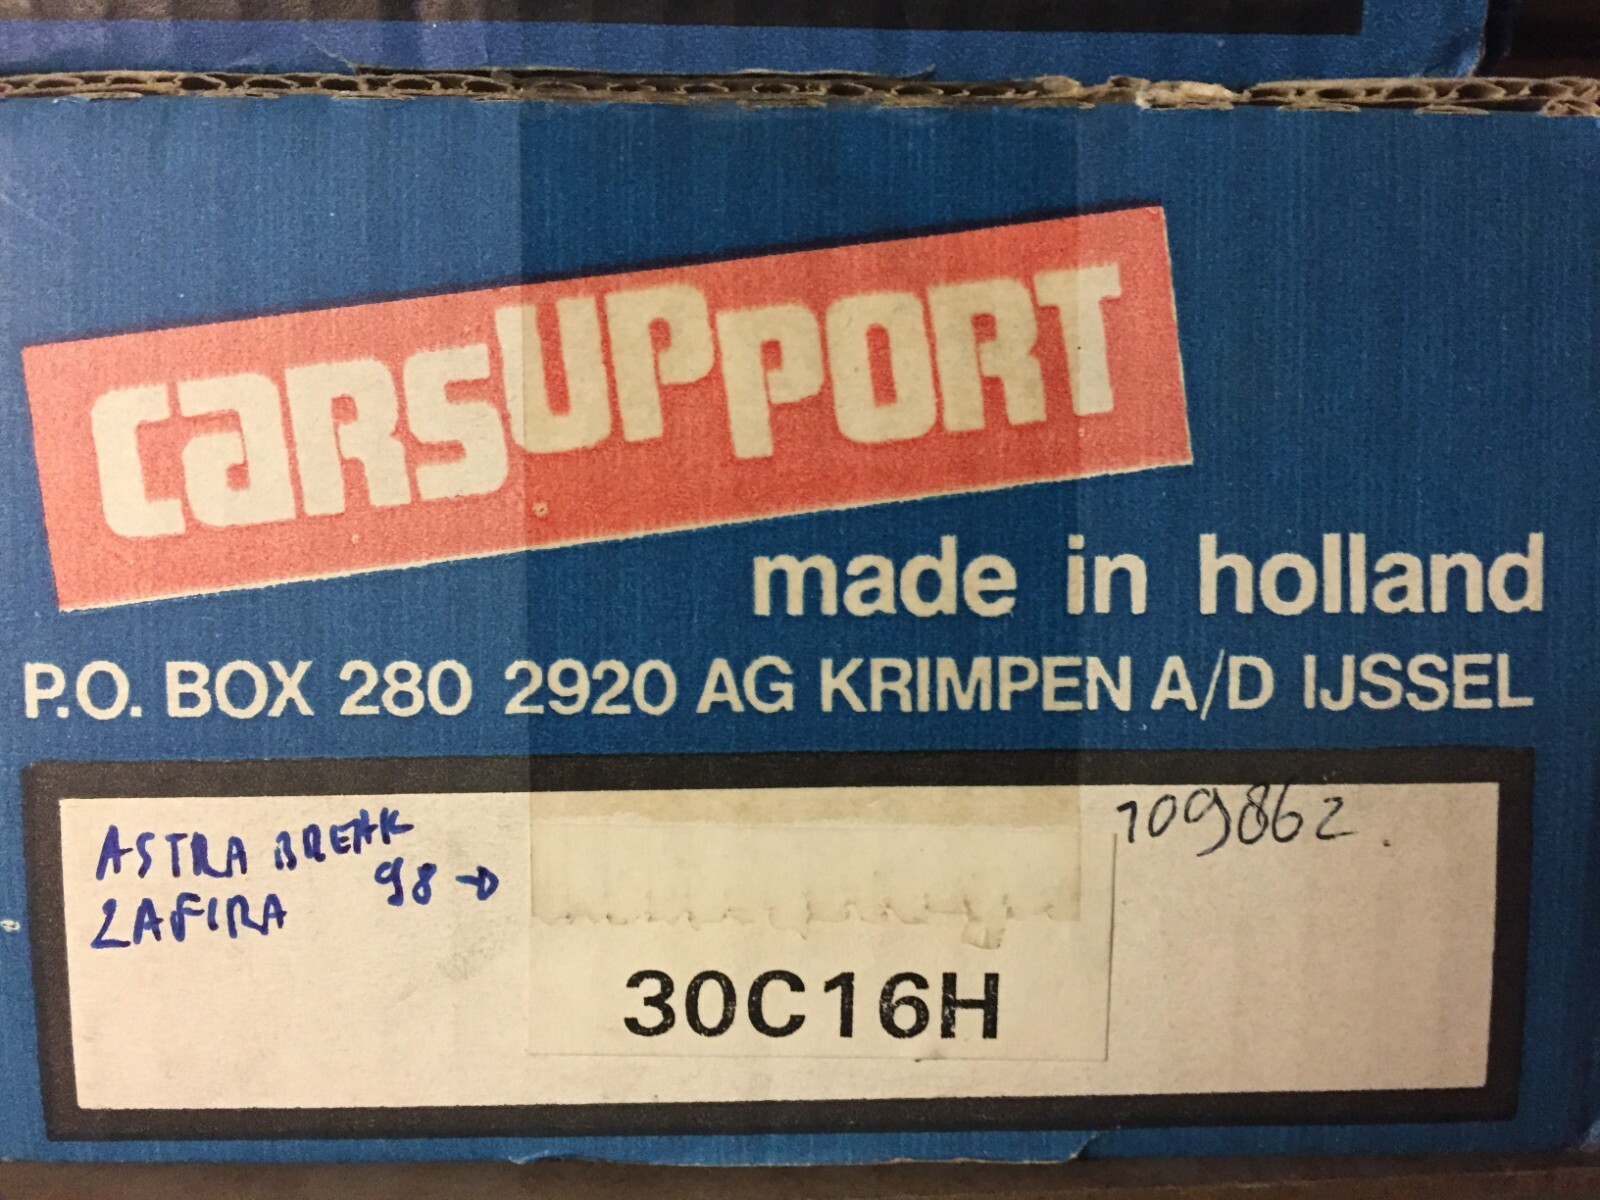 carsupport
made in holland
P.O. BOX 280 2920 AG KRIMPEN A/D IJSSEL
ASTRA BREAK
98 →
ZAFIRA
109862
30C16H